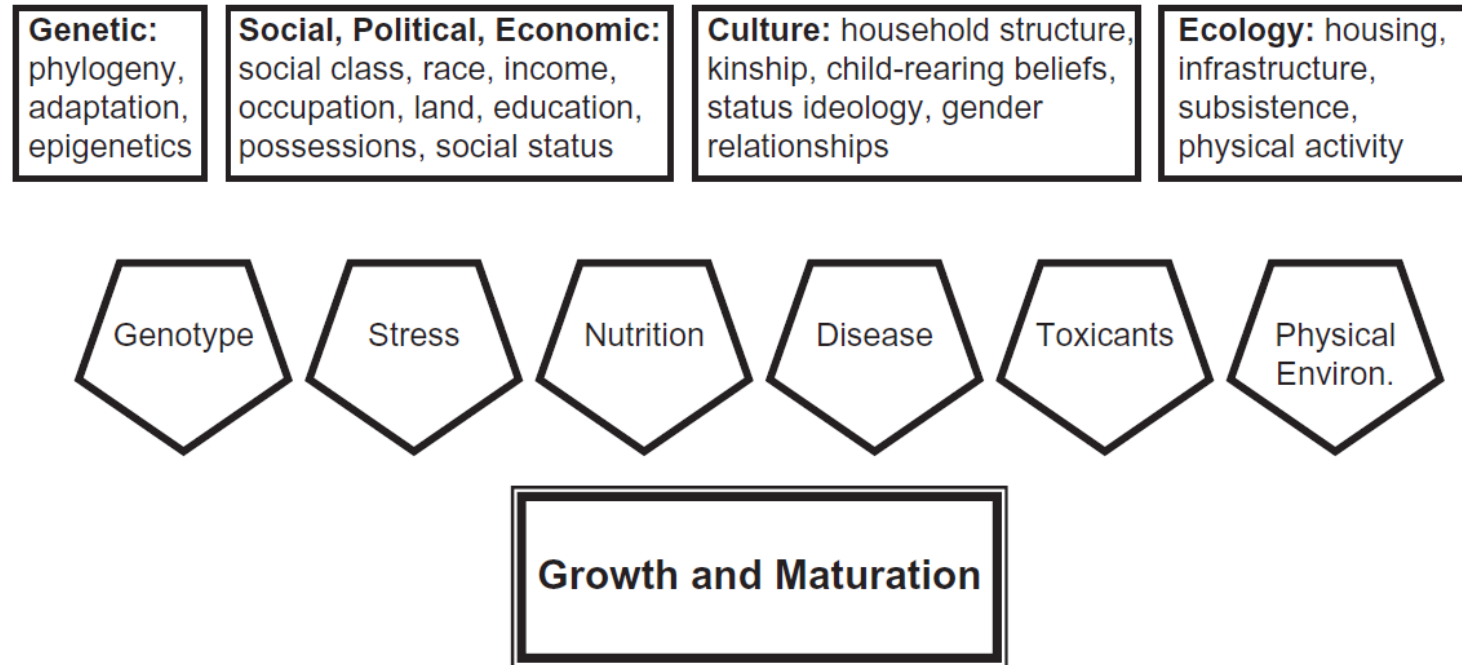 Genetic:
phylogeny,
adaptation,
epigenetics
Social, Political, Economic:
social class, race, income,
occupation, land, education,
possessions, social status
Culture: household structure,
kinship, child-rearing beliefs,
status ideology, gender
relationships
Ecology: housing,
infrastructure,
subsistence,
physical activity
Genotype
Stress
Nutrition
Disease
Toxicants
Physical
Environ.
Growth and Maturation